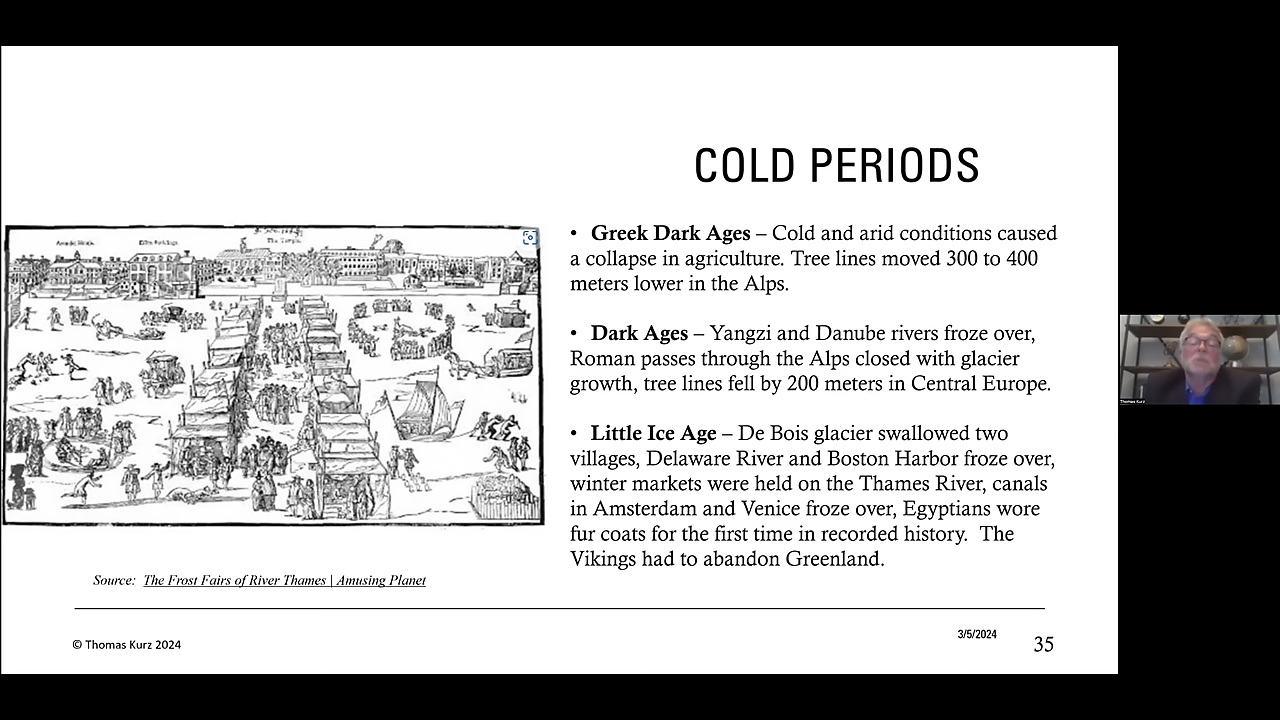 COLD PERIODS
• Greek Dark Ages – Cold and arid conditions caused
a collapse in agriculture. Tree lines moved 300 to 400
meters lower in the Alps.
• Dark Ages – Yangzi and Danube rivers froze over,
Roman passes through the Alps closed with glacier
growth, tree lines fell by 200 meters in Central Europe.
• Little Ice Age – De Bois glacier swallowed two
villages, Delaware River and Boston Harbor froze over,
winter markets were held on the Thames River, canals
in Amsterdam and Venice froze over, Egyptians wore
fur coats for the first time in recorded history.  The
Vikings had to abandon Greenland.
The Temple
Source:  The Frost Fairs of River Thames | Amusing Planet
© Thomas Kurz 2024
3/5/2024
35
Thomas Kurz